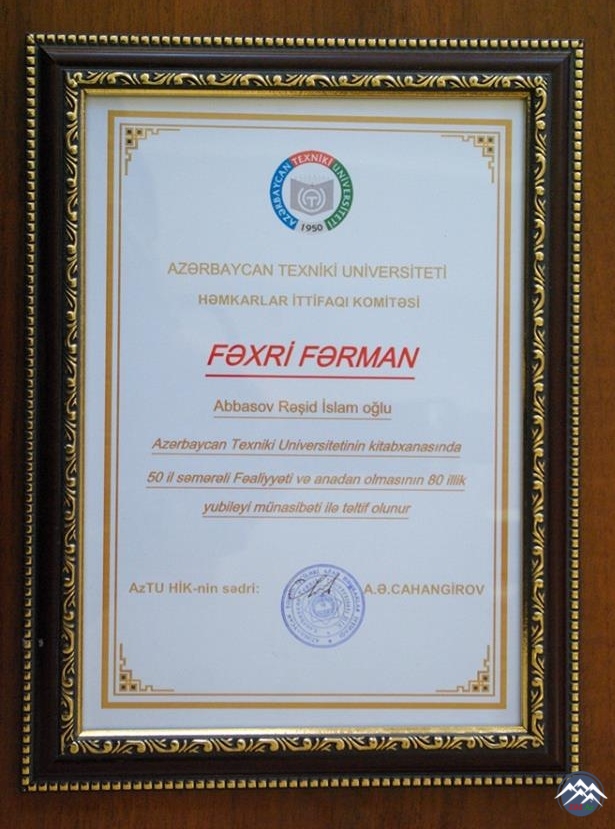 AZƏRBAYCAN TEXNİKİ UNİVERSİTETİ
1950
AZƏRBAYCAN TEXNİKİ UNİVERSİTETİ
HƏMKARLAR İTTİFAQI KOMİTƏSİ
FƏXRİ FƏRMAN
Abbasov Rəşid İslam oğlu
Azərbaycan Texniki Universitetinin kitabxanasında
50 il səmərəli Fəaliyyəti və anadan olmasının 80 illik
yubileyi münasibəti ilə təltif olunur
AzTU HİK-nin sədri: A.Ə.CAHANGİROV